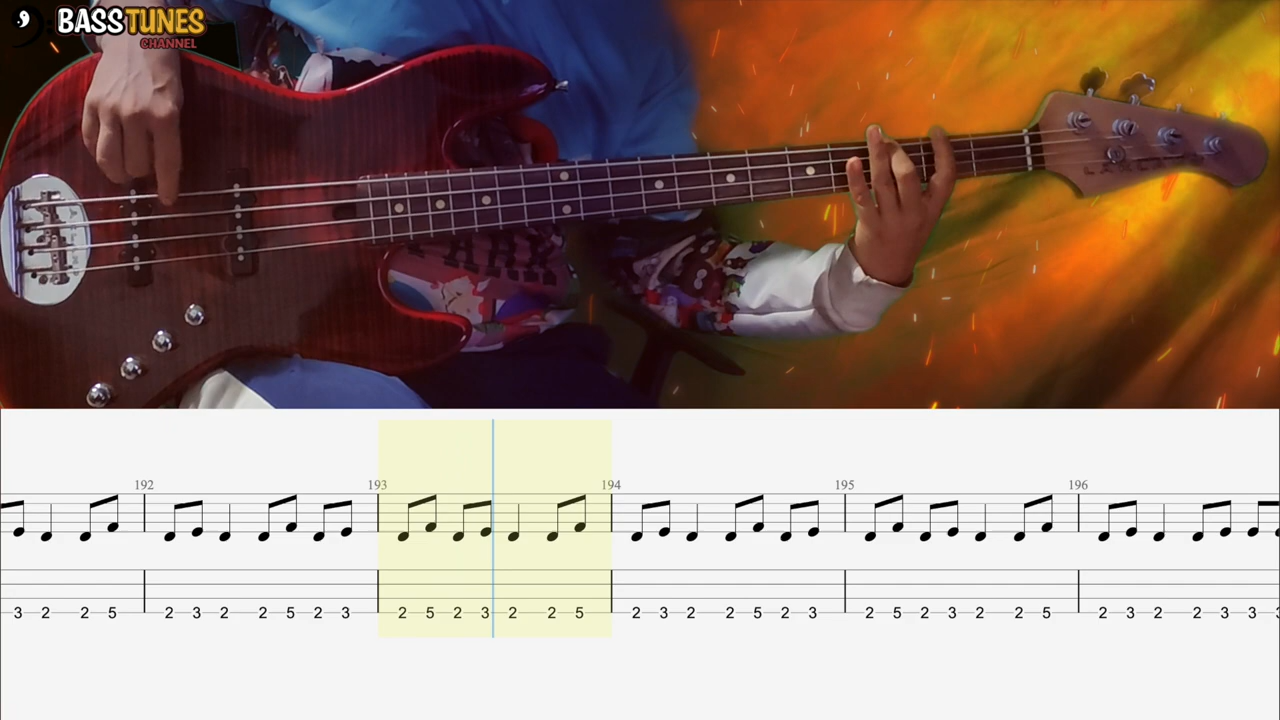 BASSTUNES
CHANNEL
192 193 194 195 196
3 2 2 5 2 3 2 2 5 2 3 2 5 2 3 2 2 5 2 3 2 2 5 2 3 2 5 2 3 2 2 5 2 3 2 2 3 3